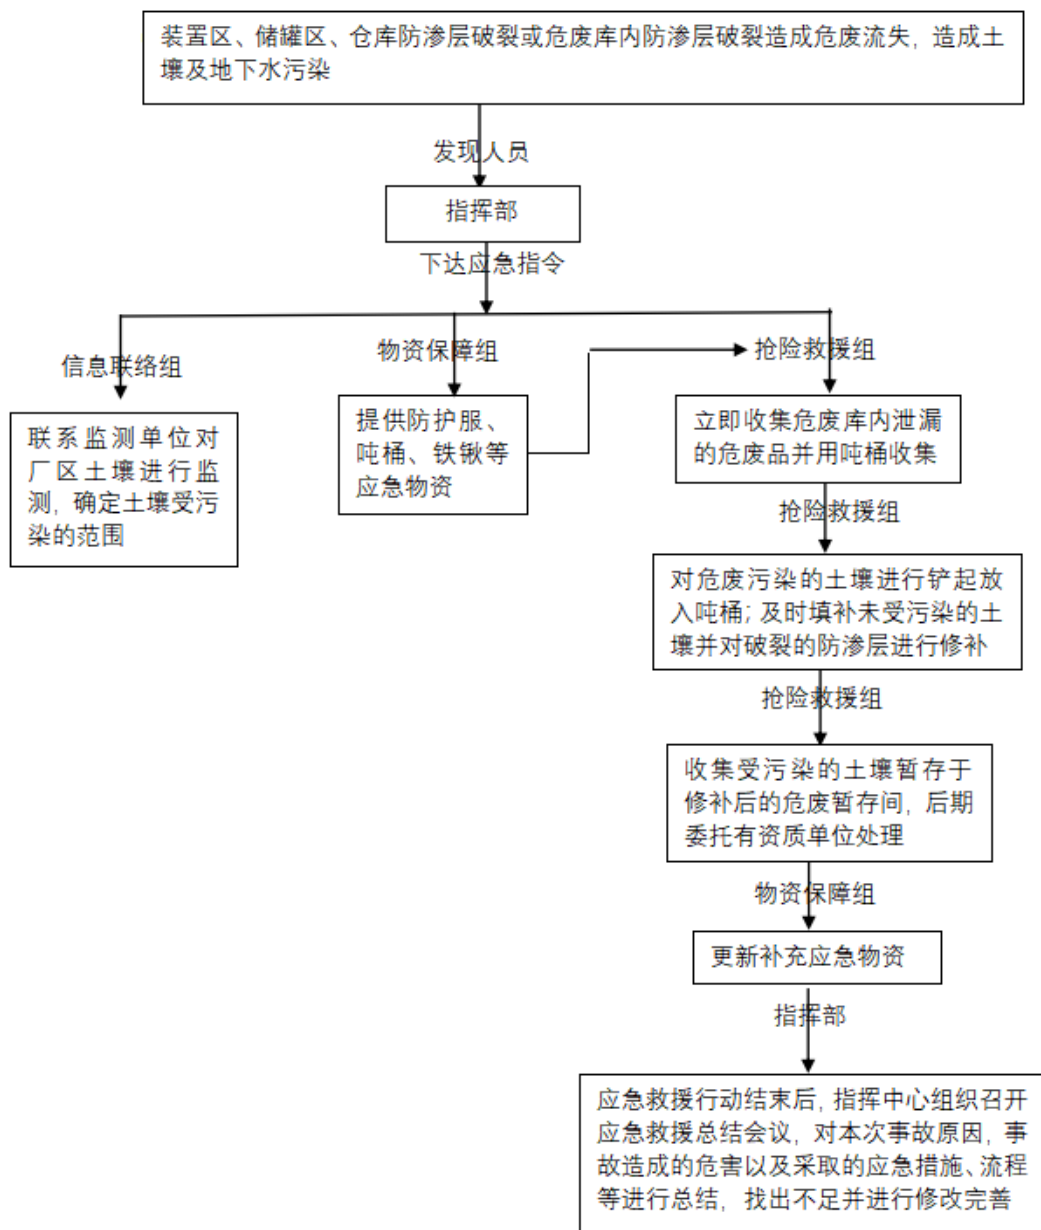 装置区、储罐区、仓库防渗层破裂或危废库内防渗层破裂造成危废流失，造成土
壤及地下水污染
发现人员
指挥部
下达应急指令
信息联络组
物资保障组
抢险救援组
联系监测单位对
厂区土壤进行监
测，确定土壤受污
染的范围
提供防护服、
吨桶、铁锹等
应急物资
立即收集危废库内泄漏
的危废品并用吨桶收集
抢险救援组
对危废污染的土壤进行铲起放
入吨桶；及时填补未受污染的土
壤并对破裂的防渗层进行修补
抢险救援组
收集受污染的土壤暂存于
修补后的危废暂存间，后期
委托有资质单位处理
物资保障组
更新补充应急物资
指挥部
应急救援行动结束后，指挥中心组织召开
应急救援总结会议，对本次事故原因，事
故造成的危害以及采取的应急措施、流程
等进行总结，找出不足并进行修改完善